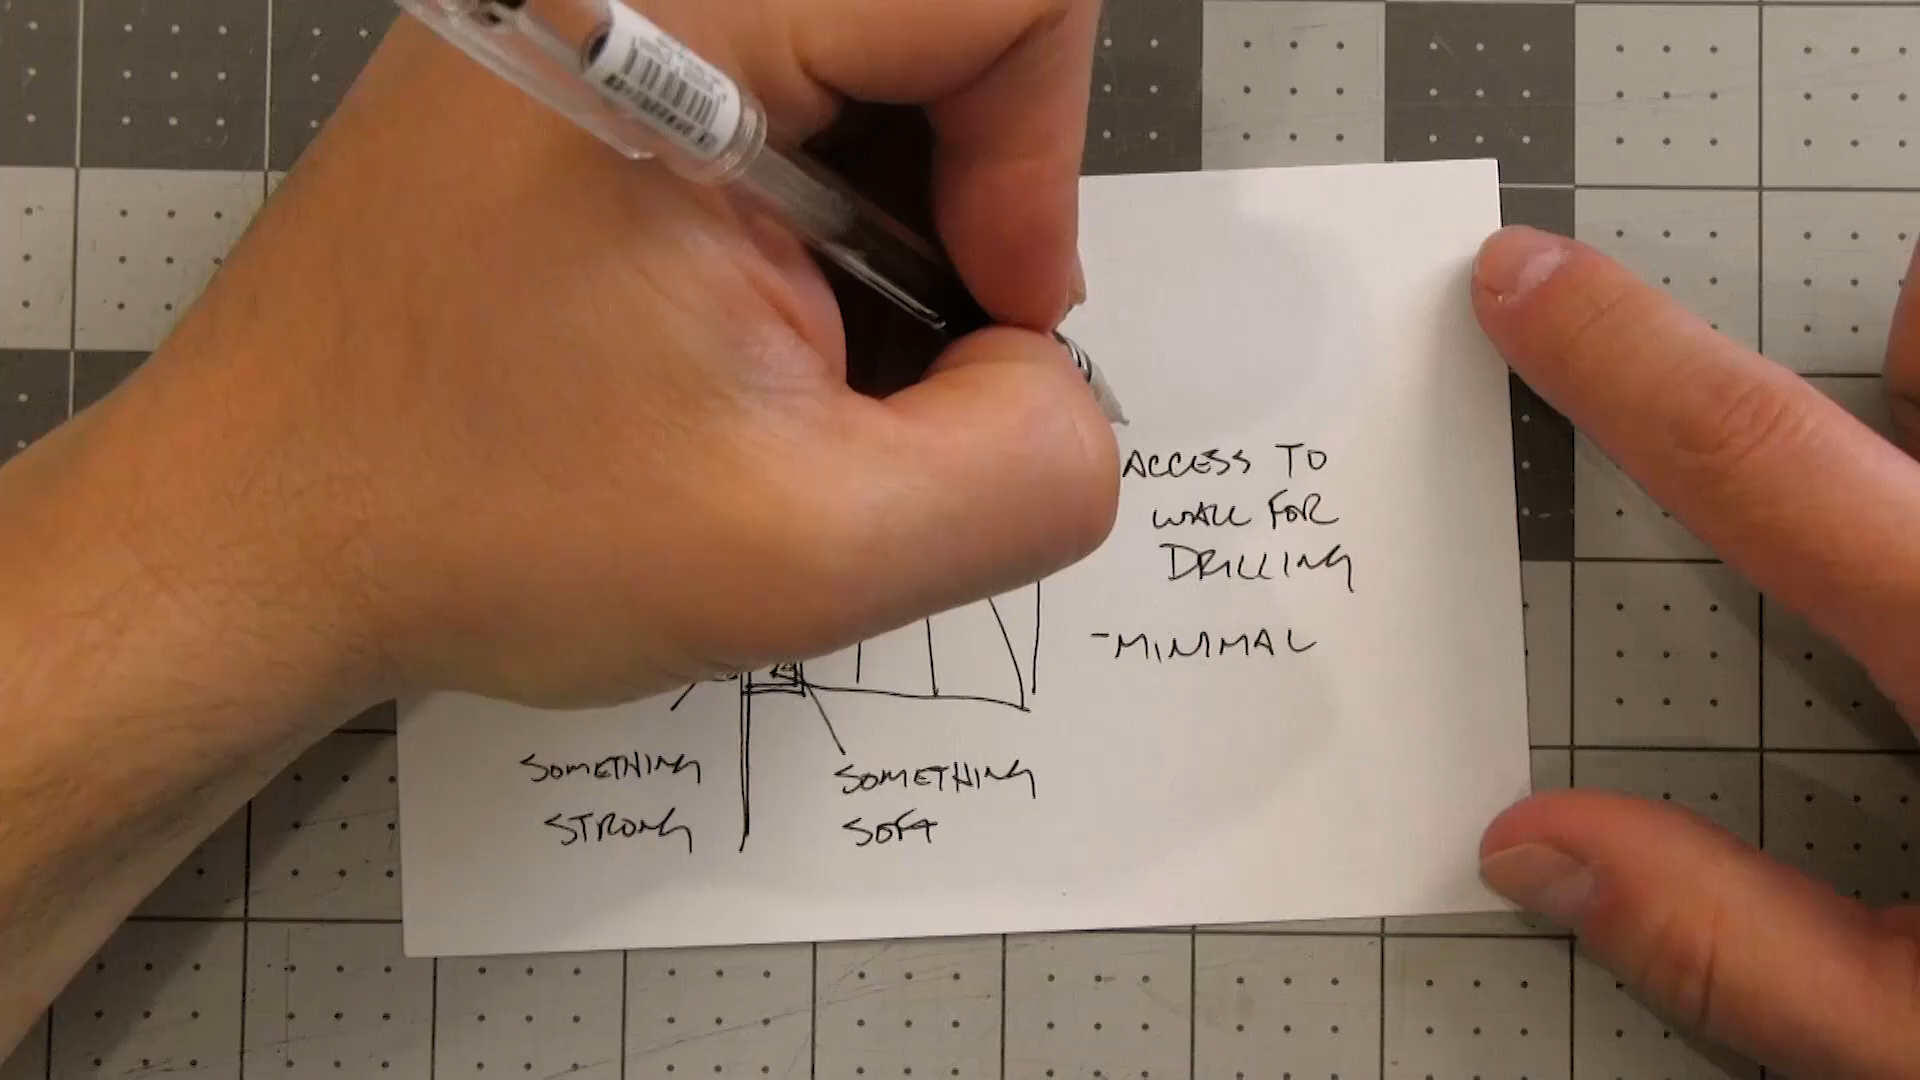 ACCESS TO
WALL FOR
DRILLING
-MINIMAL
SOMETHING
STRONG
SOMETHING
SOFT